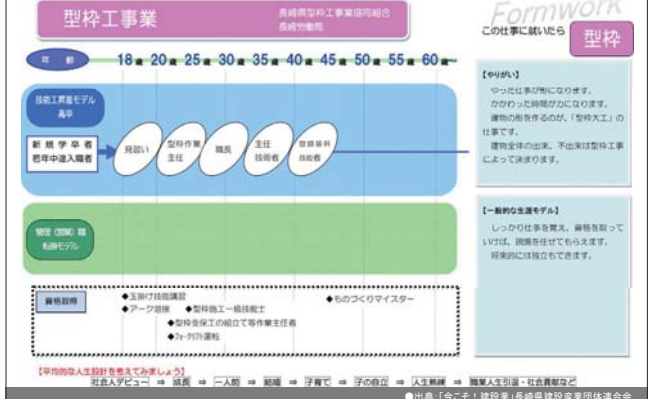 型枠工事業
長崎県型枠工事業協同組合
長崎労働局
Formwork
この仕事に就いたら
型枠
年 齢
18歳 20歳 25歳 30歳 35歳 40歳 45歳 50歳 55歳 60歳
技能工昇進モデル
高卒
新規学卒者
若年中途入職者
見習い
型枠作業
主任
職長
主任
技術者
登録基幹
技能者
【やりがい】
やった仕事が形になります。
かかわった時間が力になります。
建物の形を作るのが、「型枠大工」の
仕事です。
建物全体の出来、不出来は型枠工事
によって決まります。
管理(営業)職
転身モデル
【一般的な生涯モデル】
しっかり仕事を覚え、資格を取って
いけば、現場を任せてもらえます。
将来的には独立もできます。
資格取得
◆玉掛け技能講習
◆ものづくりマイスター
◆アーク溶接 ◆型枠施工一級技能士
◆型枠支保工の組立て等作業主任者
◆フォークリフト運転
【平均的な人生設計を考えてみましょう】
社会人デビュー ⇒ 成長 ⇒ 一人前 ⇒ 結婚 ⇒ 子育て ⇒ 子の自立 ⇒ 人生熟練 ⇒ 職業人生引退・社会貢献など
●出典:「今こそ!建設業」長崎県建設産業団体連合会